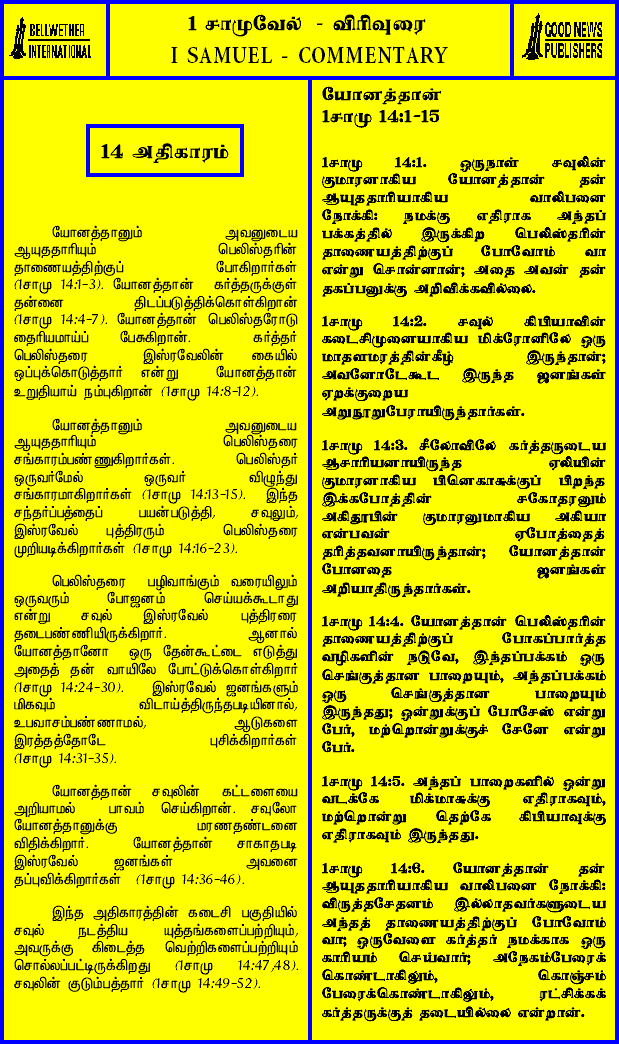 BELLWETHER
INTERNATIONAL
1 சாமுவேல் - விரிவுரை
I SAMUEL - COMMENTARY
GOOD NEWS
PUBLISHERS
14 அதிகாரம்
யோனத்தானும் அவனுடைய
ஆயுததாரியும் பெலிஸ்தரின்
தாணையத்திற்குப் போகிறார்கள்
(1சாமு 14:1-3). யோனத்தான் கர்த்தருக்குள்
தன்னை திடப்படுத்திக்கொள்கிறான்
(1சாமு 14:4-7). யோனத்தான் பெலிஸ்தரோடு
தைரியமாய்ப் பேசுகிறான். கர்த்தர்
பெலிஸ்தரை இஸ்ரவேலின் கையில்
ஒப்புக்கொடுத்தார் என்று யோனத்தான்
உறுதியாய் நம்புகிறான் (1சாமு 14:8-12).
யோனத்தானும் அவனுடைய
ஆயுததாரியும் பெலிஸ்தரை
சங்காரம்பண்ணுகிறார்கள். பெலிஸ்தர்
ஒருவர்மேல் ஒருவர் விழுந்து
சங்காரமாகிறார்கள் (1சாமு 14:13-15). இந்த
சந்தர்ப்பத்தைப் பயன்படுத்தி, சவுலும்,
இஸ்ரவேல் புத்திரரும் பெலிஸ்தரை
முறியடிக்கிறார்கள் (1சாமு 14:16-23).
பெலிஸ்தரை பழிவாங்கும் வரையிலும்
ஒருவரும் போஜனம் செய்யக்கூடாது
என்று சவுல் இஸ்ரவேல் புத்திரரை
தடைபண்ணியிருக்கிறார். ஆனால்
யோனத்தானோ ஒரு தேன்கூட்டை எடுத்து
அதைத் தன் வாயிலே போட்டுக்கொள்கிறார்
(1சாமு 14:24-30). இஸ்ரவேல் ஜனங்களும்
மிகவும் விடாய்த்திருந்தபடியினால்,
உபவாசம்பண்ணாமல், ஆடுகளை
இரத்தத்தோடே புசிக்கிறார்கள்
(1சாமு 14:31-35).
யோனத்தான் சவுலின் கட்டளையை
அறியாமல் பாவம் செய்கிறான். சவுலோ
யோனத்தானுக்கு மரணதண்டனை
விதிக்கிறார். யோனத்தான் சாகாதபடி
இஸ்ரவேல் ஜனங்கள் அவனை
தப்புவிக்கிறார்கள் (1சாமு 14:36-46).
இந்த அதிகாரத்தின் கடைசி பகுதியில்
சவுல் நடத்திய யுத்தங்களைப்பற்றியும்,
அவருக்கு கிடைத்த வெற்றிகளைப்பற்றியும்
சொல்லப்பட்டிருக்கிறது (1சாமு 14:47,48).
சவுலின் குடும்பத்தார் (1சாமு 14:49-52).
யோனத்தான்
1சாமு 14:1-15
1சாமு 14:1. ஒருநாள் சவுலின்
குமாரனாகிய யோனத்தான் தன்
ஆயுததாரியாகிய வாலிபனை
நோக்கி: நமக்கு எதிராக அந்தப்
பக்கத்தில் இருக்கிற பெலிஸ்தரின்
தாணையத்திற்குப் போவோம் வா
என்று சொன்னான்; அதை அவன் தன்
தகப்பனுக்கு அறிவிக்கவில்லை.
1சாமு 14:2. சவுல் கிபியாவின்
கடைசிமுனையாகிய மிக்ரோனிலே ஒரு
மாதளமரத்தின்கீழ் இருந்தான்;
அவனோடேகூட இருந்த ஜனங்கள்
ஏறக்குறைய
அறுநூறுபேராயிருந்தார்கள்.
1சாமு 14:3. சீலோவிலே கர்த்தருடைய
ஆசாரியனாயிருந்த ஏலியின்
குமாரனாகிய பினெகாசுக்குப் பிறந்த
இக்கபோத்தின் சகோதரனும்
அகிதூபின் குமாரனுமாகிய அகியா
என்பவன் ஏபோத்தைத்
தரித்தவனாயிருந்தான்; யோனத்தான்
போனதை ஜனங்கள்
அறியாதிருந்தார்கள்.
1சாமு 14:4. யோனத்தான் பெலிஸ்தரின்
தாணையத்திற்குப் போகப்பார்த்த
வழிகளின் நடுவே, இந்தப்பக்கம் ஒரு
செங்குத்தான பாறையும், அந்தப்பக்கம்
ஒரு செங்குத்தான பாறையும்
இருந்தது; ஒன்றுக்குப் போசேஸ் என்று
பேர், மற்றொன்றுக்குச் சேனே என்று
பேர்.
1சாமு 14:5. அந்தப் பாறைகளில் ஒன்று
வடக்கே மிக்மாசுக்கு எதிராகவும்,
மற்றொன்று தெற்கே கிபியாவுக்கு
எதிராகவும் இருந்தது.
1சாமு 14:6. யோனத்தான் தன்
ஆயுததாரியாகிய வாலிபனை நோக்கி:
விருத்தசேதனம் இல்லாதவர்களுடைய
அந்தத் தாணையத்திற்குப் போவோம்
வா; ஒருவேளை கர்த்தர் நமக்காக ஒரு
காரியம் செய்வார்; அநேகம்பேரைக்
கொண்டாகிலும், கொஞ்சம்
பேரைக்கொண்டாகிலும், ரட்சிக்கக்
கர்த்தருக்குத் தடையில்லை என்றான்.